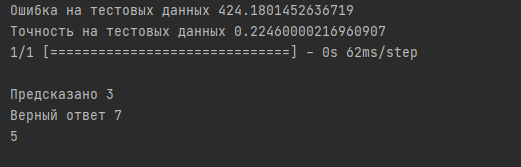 Ошибка на тестовых данных 424.1801452636719
Точность на тестовых данных 0.22460000216960907
1/1 [==============================] - 0s 62ms/step
Предсказано 3
Верный ответ 7
5